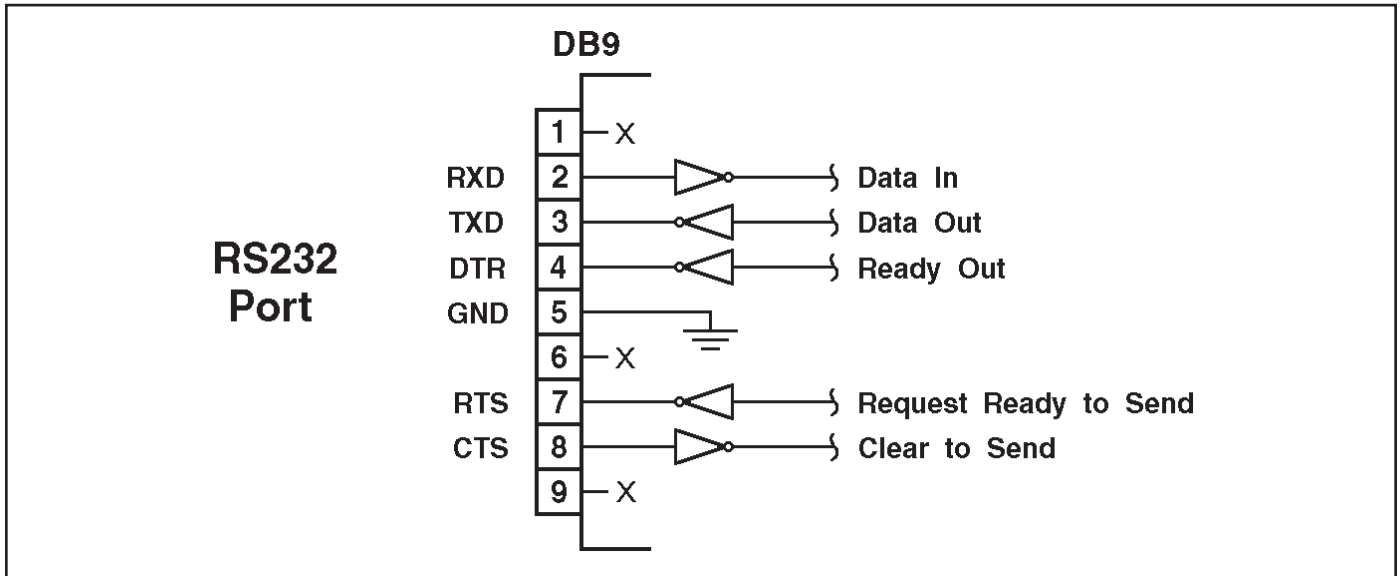 DB9
RS232
Port
1 X
RXD 2 Data In
TXD 3 Data Out
DTR 4 Ready Out
GND 5
6 X
RTS 7 Request Ready to Send
CTS 8 Clear to Send
9 X